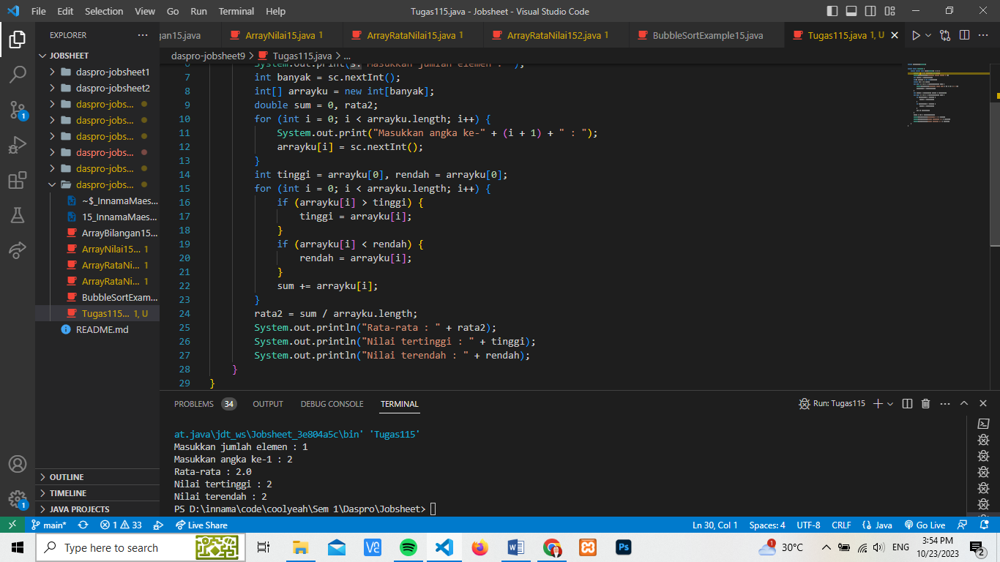 File Edit Selection View Go Run Terminal Help
Tugas115.java - Jobsheet - Visual Studio Code
EXPLORER
JOBSHEET
daspro-jobsheet1
daspro-jobsheet2
daspro-jobs...
daspro-jobs...
daspro-jobs...
daspro-jobs...
daspro-jobs...
daspro-jobs...
~$_InnamaMaes...
15_InnamaMaes...
ArrayBilangan15...
ArrayNilai15... 1
ArrayRataNi... 1
ArrayRataNi... 1
BubbleSortExam...
Tugas115... 1, U
README.md
OUTLINE
TIMELINE
JAVA PROJECTS
gan15.java ArrayNilai15.java 1 ArrayRataNilai15.java 1 ArrayRataNilai152.java 1 BubbleSortExample15.java Tugas115.java 1, U
daspro-jobsheet9 > Tugas115.java > ...
6 System.out.print(s: "Masukkan jumlah elemen : ");
7 int banyak = sc.nextInt();
8 int[] arrayku = new int[banyak];
9 double sum = 0, rata2;
10 for (int i = 0; i < arrayku.length; i++) {
11 System.out.print("Masukkan angka ke-" + (i + 1) + " : ");
12 arrayku[i] = sc.nextInt();
13 }
14 int tinggi = arrayku[0], rendah = arrayku[0];
15 for (int i = 0; i < arrayku.length; i++) {
16 if (arrayku[i] > tinggi) {
17 tinggi = arrayku[i];
18 }
19 if (arrayku[i] < rendah) {
20 rendah = arrayku[i];
21 }
22 sum += arrayku[i];
23 }
24 rata2 = sum / arrayku.length;
25 System.out.println("Rata-rata : " + rata2);
26 System.out.println("Nilai tertinggi : " + tinggi);
27 System.out.println("Nilai terendah : " + rendah);
28 }
29 }
PROBLEMS 34 OUTPUT DEBUG CONSOLE TERMINAL
Run: Tugas115
at.java\jdt_ws\Jobsheet_3e804a5c\bin' 'Tugas115'
Masukkan jumlah elemen : 1
Masukkan angka ke-1 : 2
Rata-rata : 2.0
Nilai tertinggi : 2
Nilai terendah : 2
PS D:\innama\code\coolyeah\Sem 1\Daspro\Jobsheet>
1
1
main* 1 33 Live Share
Ln 30, Col 1 Spaces: 4 UTF-8 CRLF {} Java Go Live
Type here to search
Ps
1 30°C ENG
3:54 PM
10/23/2023
2